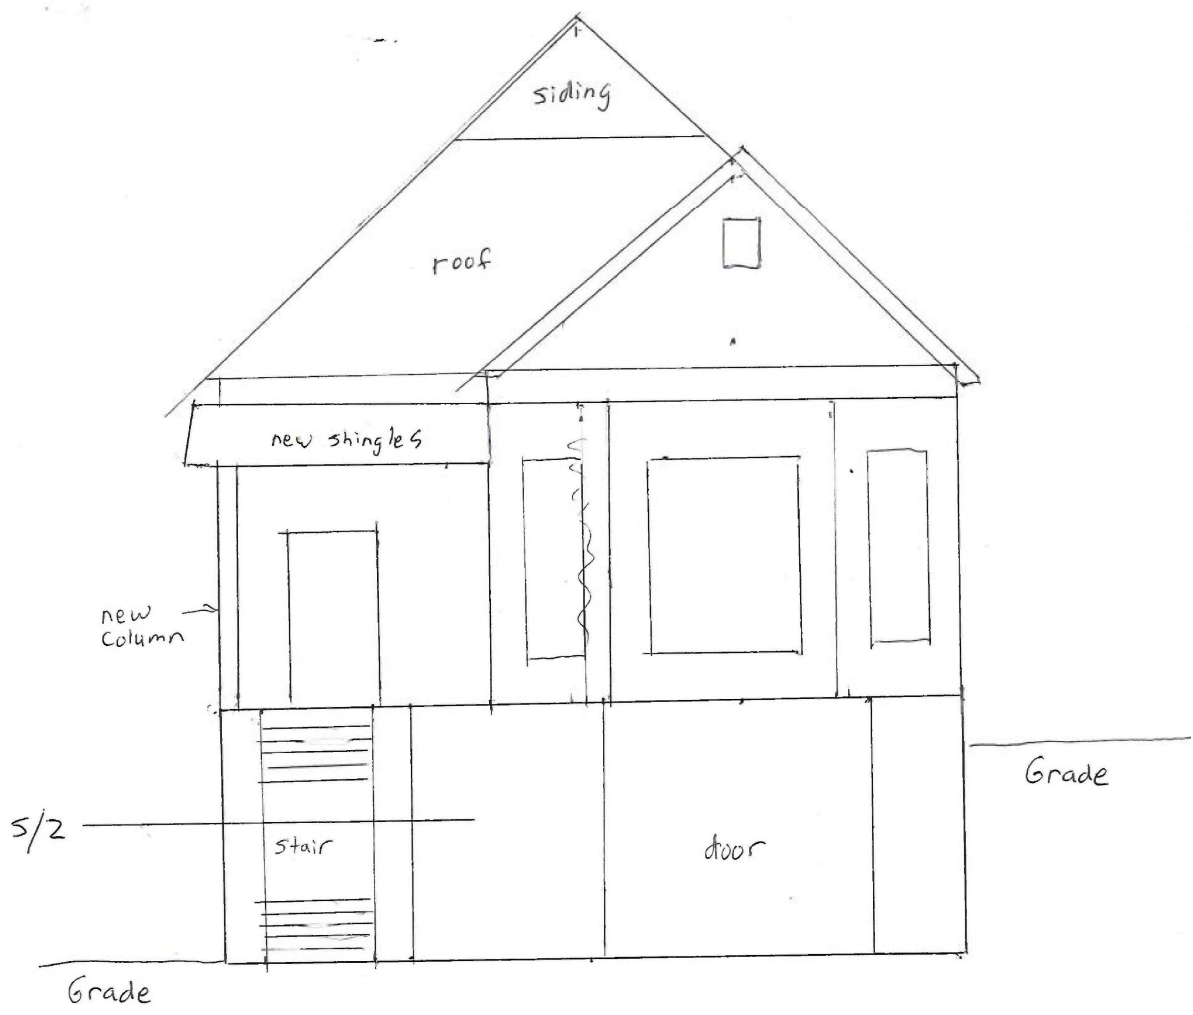 siding
roof
new shingles
new
column
Grade
5/2
stair
door
Grade